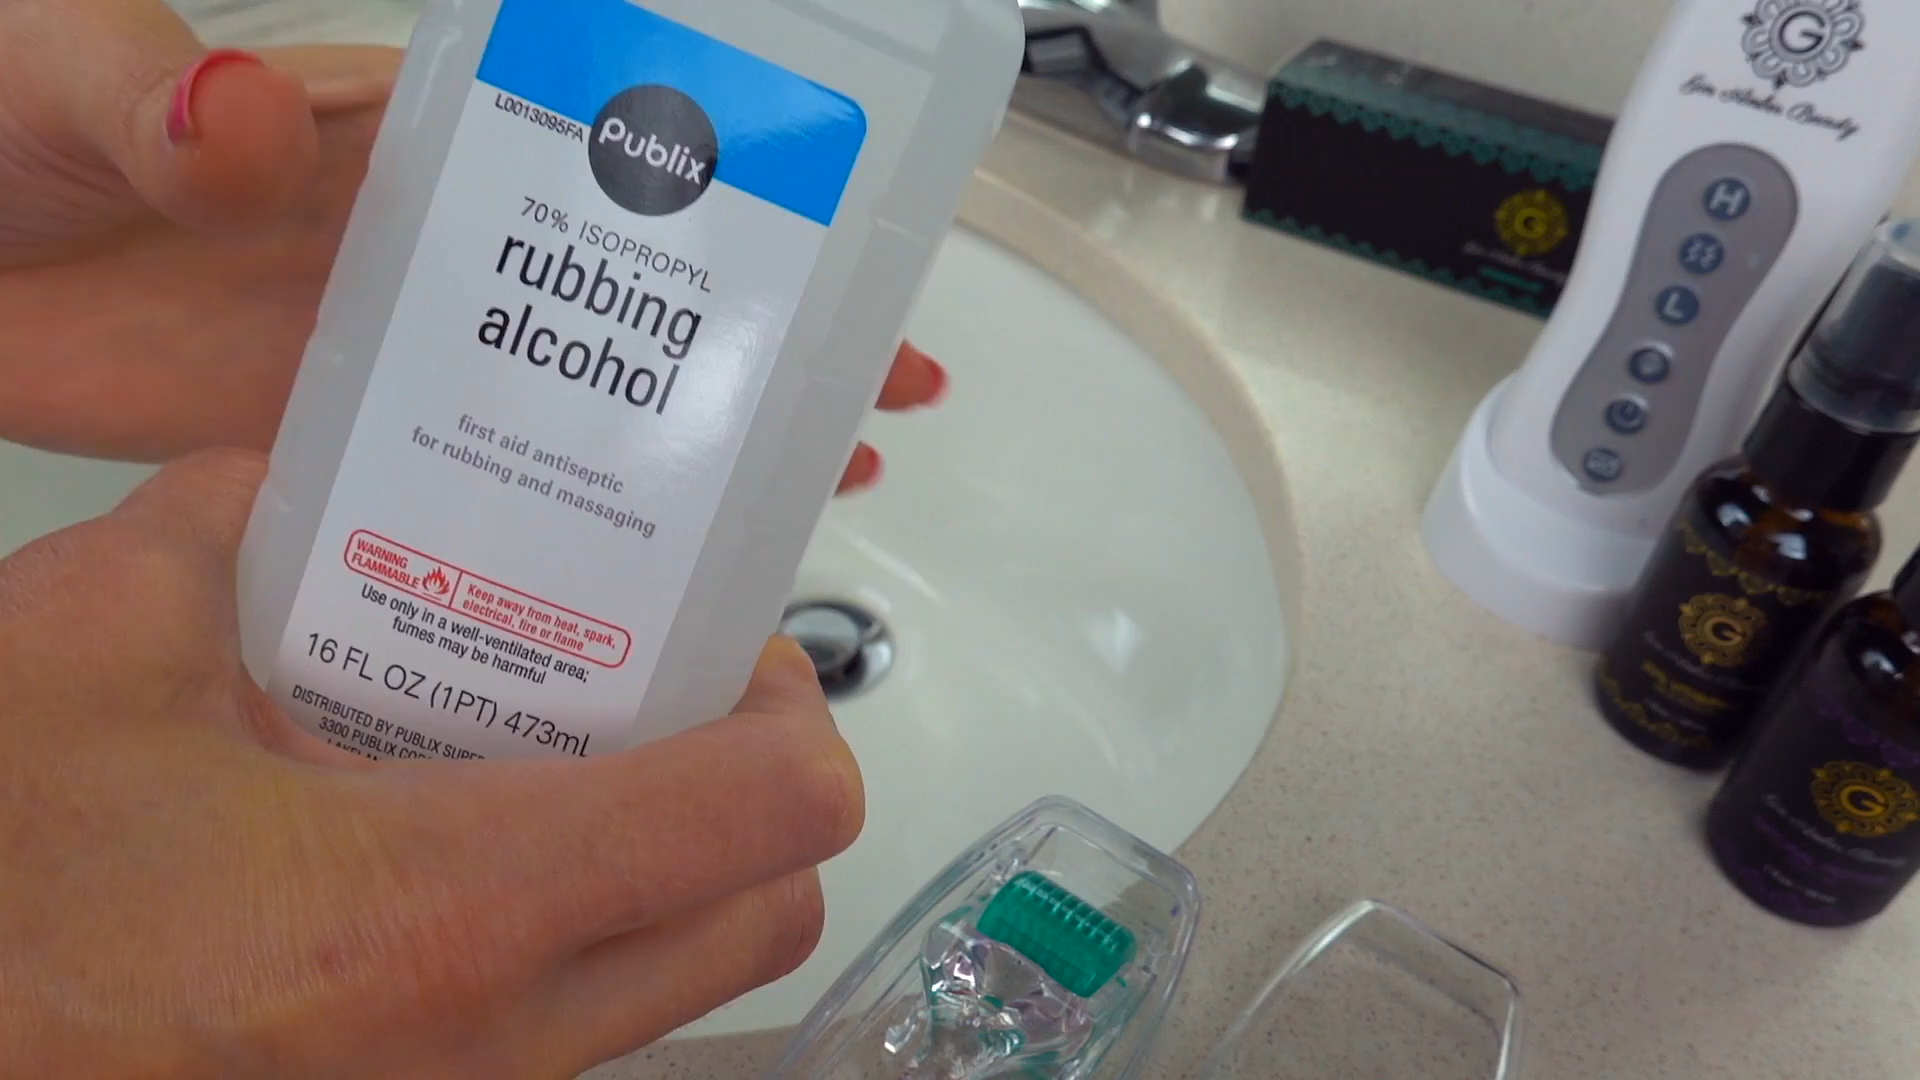 L0013095FA
Publix
70% ISOPROPYL
rubbing
alcohol
first aid antiseptic
for rubbing and massaging
WARNING
FLAMMABLE
Keep away from heat, spark,
electrical, fire or flame
Use only in a well-ventilated area;
fumes may be harmful
16 FL OZ (1PT) 473mL
DISTRIBUTED BY PUBLIX
3300 PUBLIX
G
Beauty
H
L
G
G
G